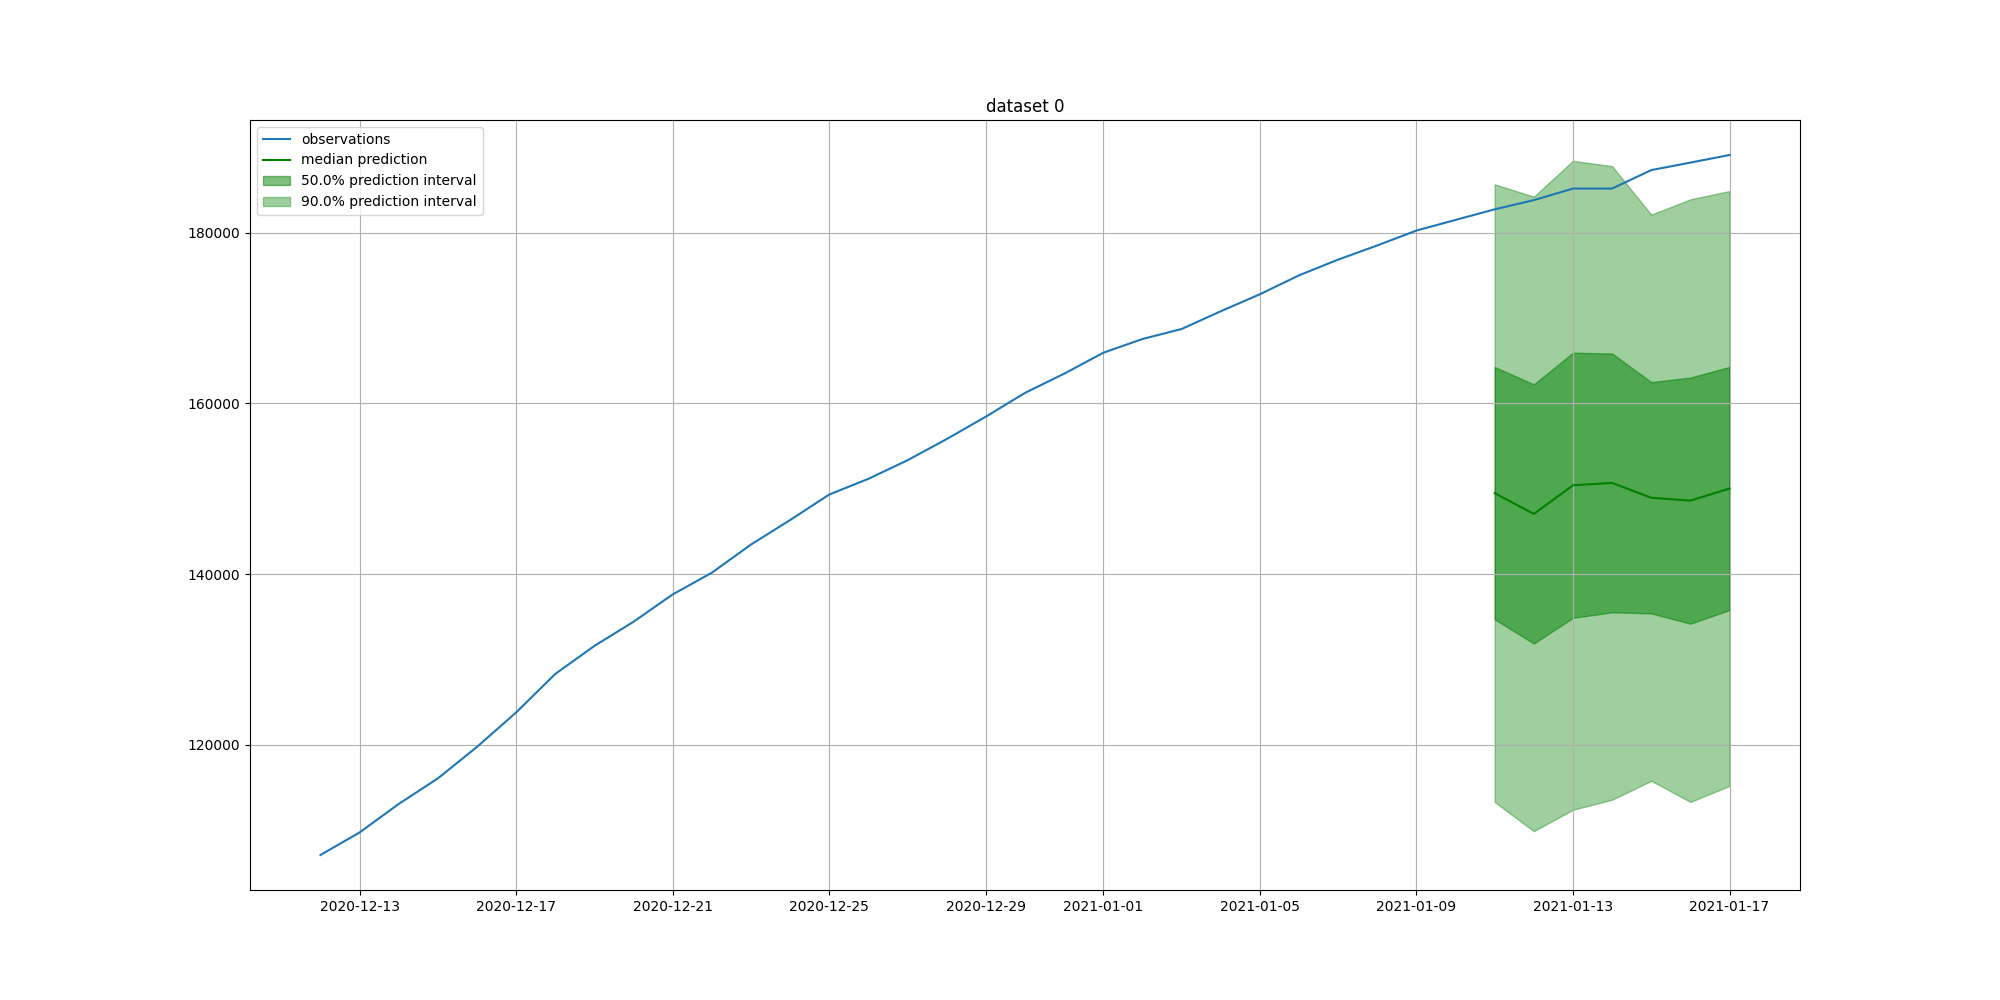 dataset 0
observations
median prediction
50.0% prediction interval
90.0% prediction interval
180000
160000
140000
120000
2020-12-13 2020-12-17 2020-12-21 2020-12-25 2020-12-29 2021-01-01 2021-01-05 2021-01-09 2021-01-13 2021-01-17